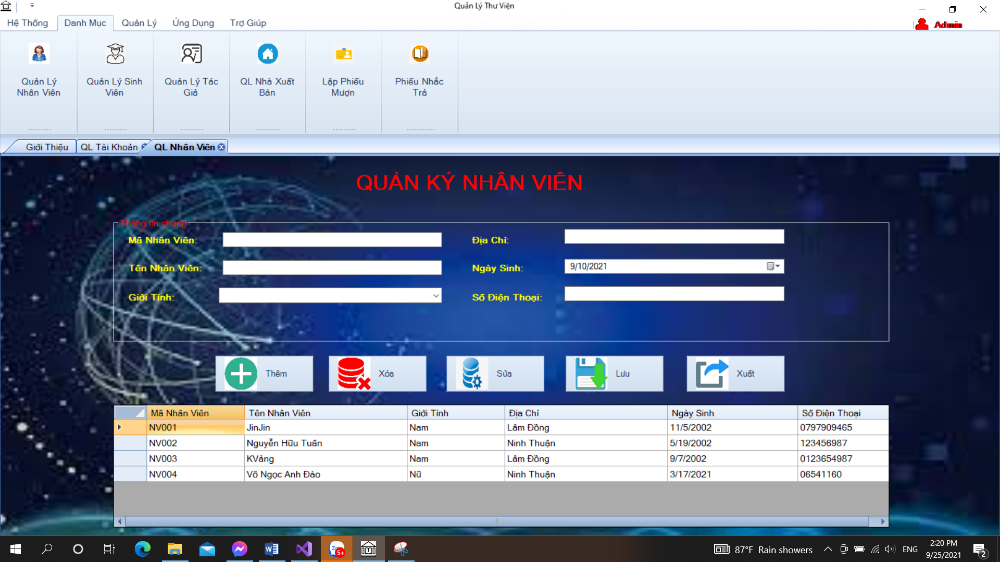 Quản Lý Thư Viện
Hệ Thống Danh Mục Quản Lý Ứng Dụng Trợ Giúp
Admin
Quản Lý Nhân Viên
Quản Lý Sinh Viên
Quản Lý Tác Giả
QL Nhà Xuất Bản
Lập Phiếu Mượn
Phiếu Nhắc Trả
Giới Thiệu QL Tài Khoản QL Nhân Viên
QUẢN KÝ NHÂN VIÊN
Thông tin chung
Mã Nhân Viên: Địa Chỉ:
Tên Nhân Viên: Ngày Sinh: 9/10/2021
Giới Tính: Số Điện Thoại:
Thêm Xóa Sửa Lưu Xuất
Mã Nhân Viên Tên Nhân Viên Giới Tính Địa Chỉ Ngày Sinh Số Điện Thoại
NV001 JinJin Nam Lâm Đồng 11/5/2002 0797909465
NV002 Nguyễn Hữu Tuấn Nam Ninh Thuận 5/19/2002 123456987
NV003 KVảng Nam Lâm Đồng 9/7/2002 0123654987
NV004 Võ Ngọc Anh Đào Nữ Ninh Thuận 3/17/2021 06541160
5+
87°F Rain showers ENG 2:20 PM
9/25/2021
2